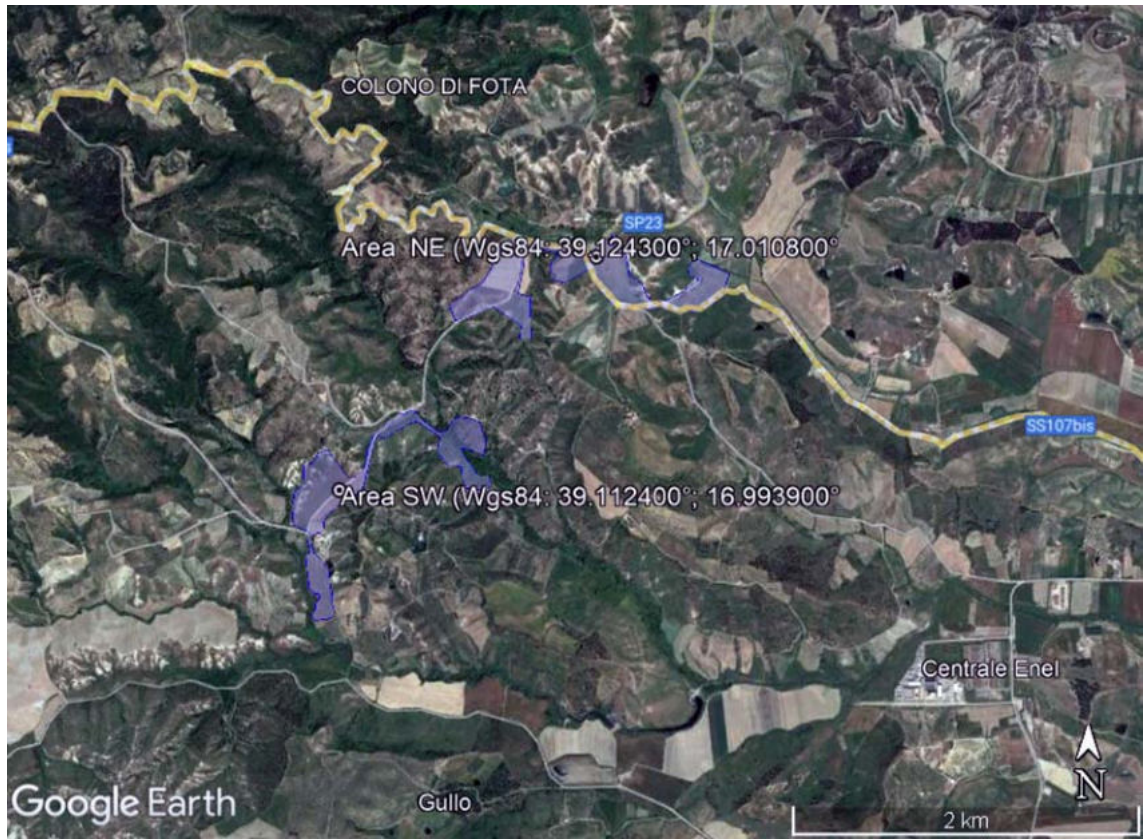 COLONO DI FOTA
SP23
Area NE (Wgs84: 39.124300°; 17.010800°
SS107bis
Area SW (Wgs84: 39.112400°; 16.993900°
Centrale Enel
N
Google Earth
Gullo
2 km